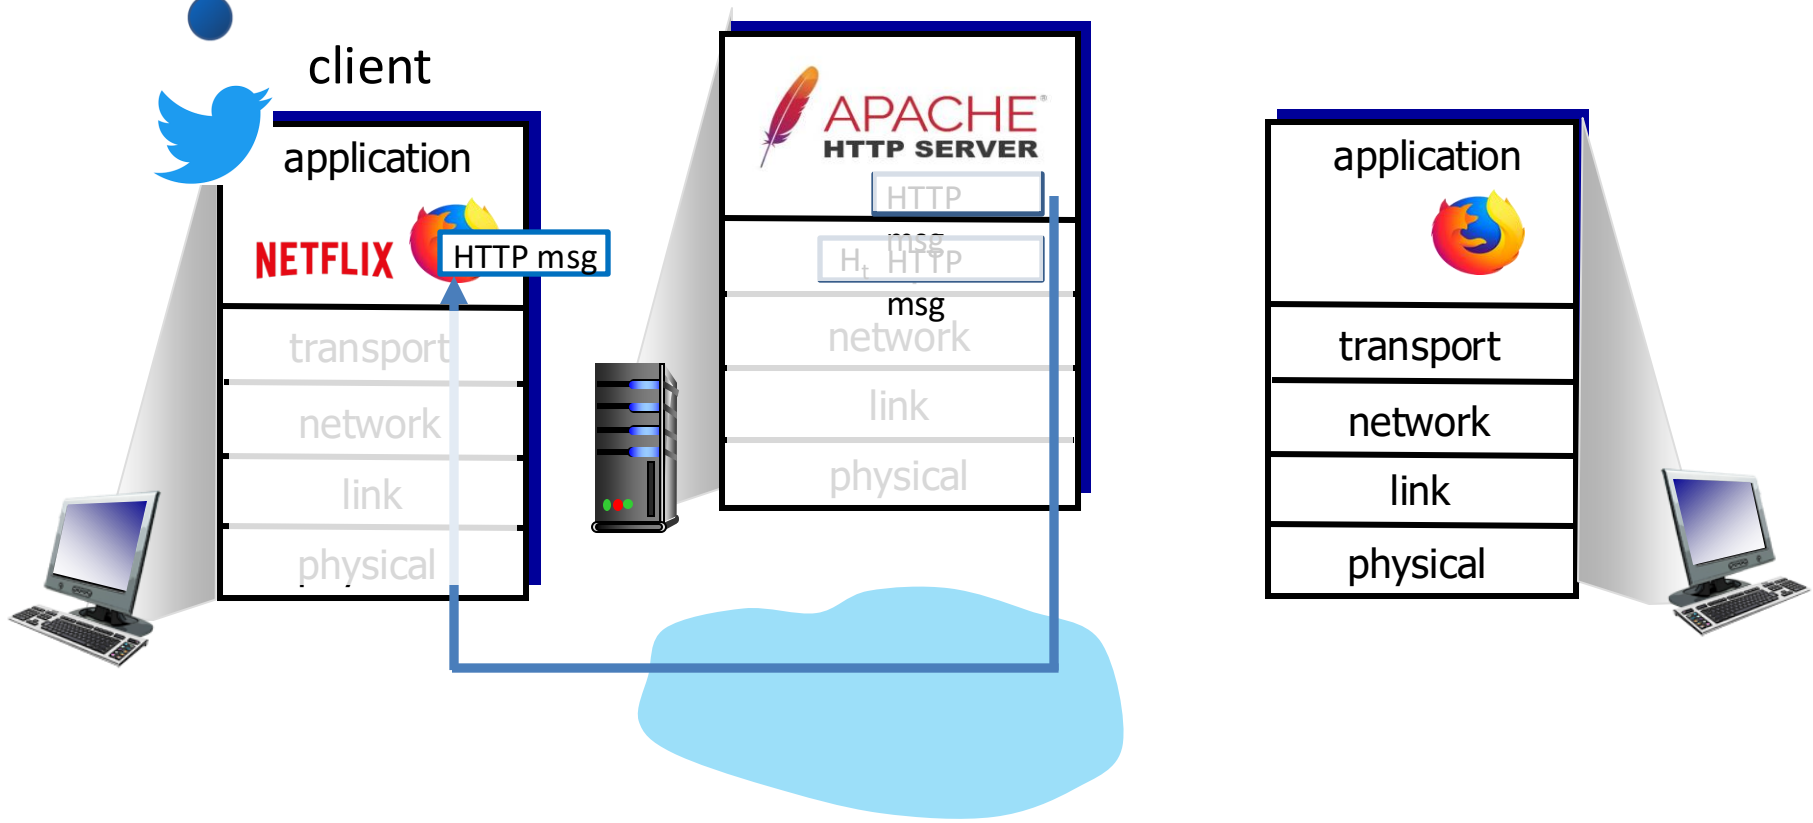 client
application
NETFLIX
HTTP msg
transport
network
link
physical
APACHE®
HTTP SERVER
HTTP
msg
Ht HTTP
msg
network
link
physical
application
transport
network
link
physical